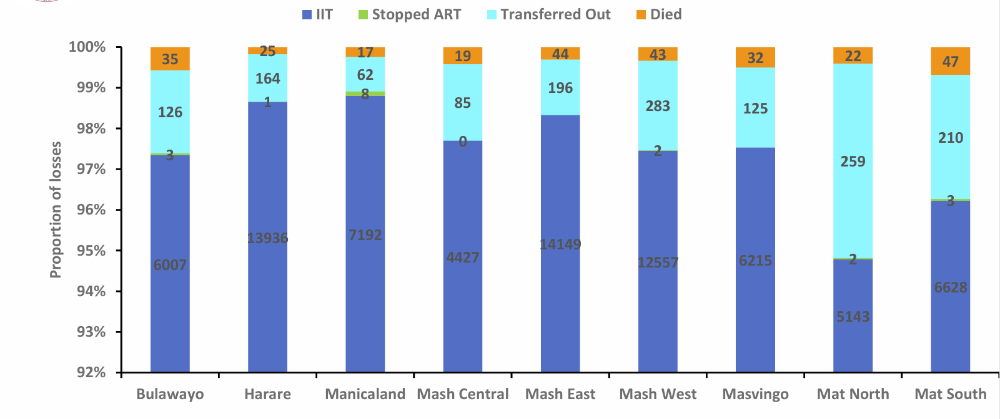 IIT Stopped ART Transferred Out Died
Proportion of losses
100%
99%
98%
97%
96%
95%
94%
93%
92%
35 25 17 19 44 43 32 22 47
126 164 62 85 196 283 125 259 210
3 1 8 0 2 2 3
6007 13936 7192 4427 14149 12557 6215 5143 6628
Bulawayo Harare Manicaland Mash Central Mash East Mash West Masvingo Mat North Mat South